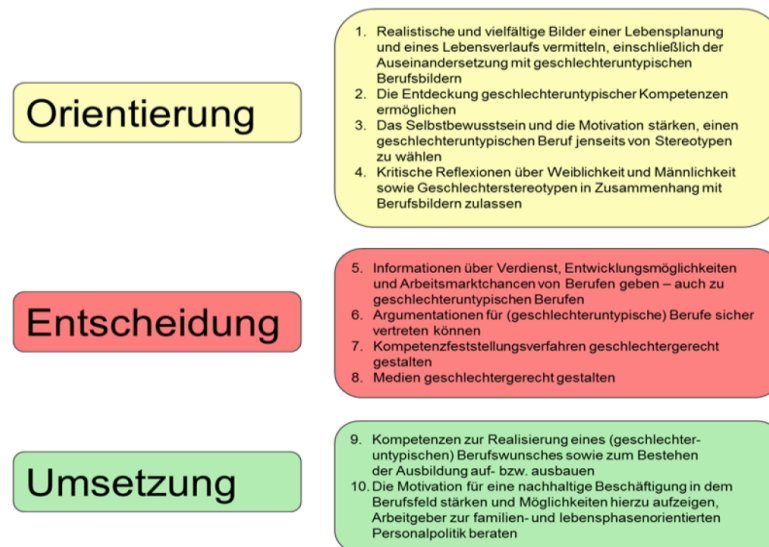 Orientierung
1. Realistische und vielfältige Bilder einer Lebensplanung
und eines Lebensverlaufs vermitteln, einschließlich der
Auseinandersetzung mit geschlechteruntypischen
Berufsbildern
2. Die Entdeckung geschlechteruntypischer Kompetenzen
ermöglichen
3. Das Selbstbewusstsein und die Motivation stärken, einen
geschlechteruntypischen Beruf jenseits von Stereotypen
zu wählen
4. Kritische Reflexionen über Weiblichkeit und Männlichkeit
sowie Geschlechterstereotypen in Zusammenhang mit
Berufsbildern zulassen
Entscheidung
5. Informationen über Verdienst, Entwicklungsmöglichkeiten
und Arbeitsmarktchancen von Berufen geben – auch zu
geschlechteruntypischen Berufen
6. Argumentationen für (geschlechteruntypische) Berufe sicher
vertreten können
7. Kompetenzfeststellungsverfahren geschlechtergerecht
gestalten
8. Medien geschlechtergerecht gestalten
Umsetzung
9. Kompetenzen zur Realisierung eines (geschlechter-
untypischen) Berufswunsches sowie zum Bestehen
der Ausbildung auf- bzw. ausbauen
10. Die Motivation für eine nachhaltige Beschäftigung in dem
Berufsfeld stärken und Möglichkeiten hierzu aufzeigen,
Arbeitgeber zur familien- und lebensphasenorientierten
Personalpolitik beraten